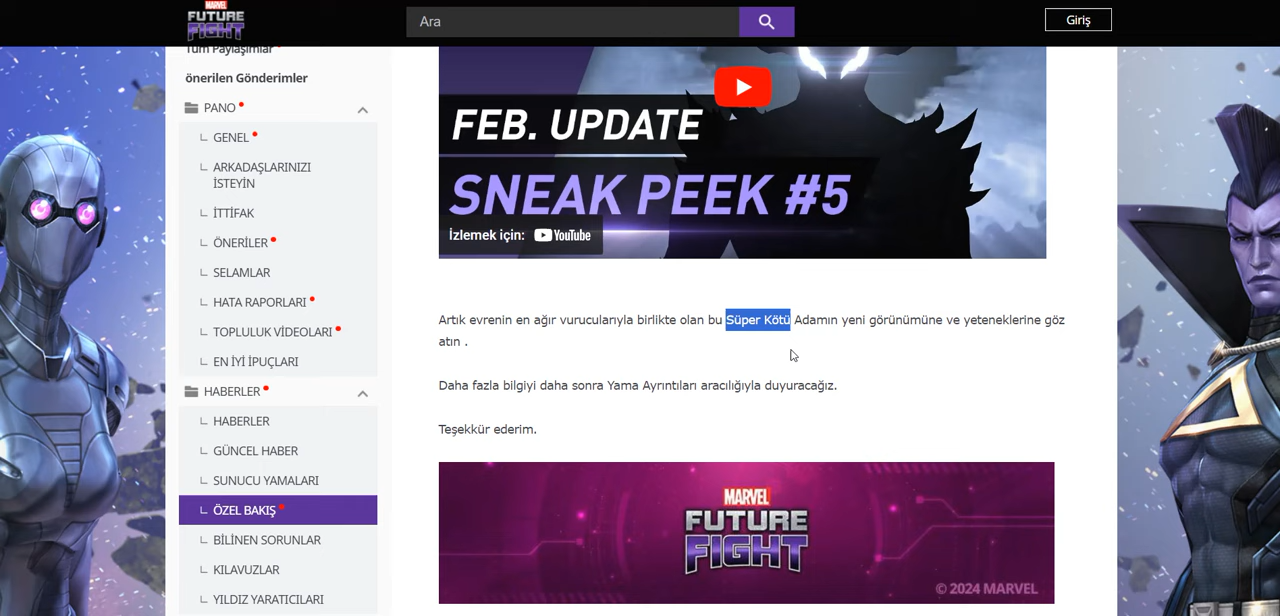 MARVEL
FUTURE
FIGHT
Ara
Giriş
Tüm Paylaşımlar
önerilen Gönderimler
PANO
GENEL
ARKADAŞLARINIZI
İSTEYİN
İTTİFAK
ÖNERİLER
SELAMLAR
HATA RAPORLARI
TOPLULUK VİDEOLARI
EN İYİ İPUÇLARI
HABERLER
HABERLER
GÜNCEL HABER
SUNUCU YAMALARI
ÖZEL BAKIŞ
BİLİNEN SORUNLAR
KILAVUZLAR
YILDIZ YARATICILARI
FEB. UPDATE
SNEAK PEEK #5
İzlemek için: YouTube
Artık evrenin en ağır vurucularıyla birlikte olan bu Süper Kötü Adamın yeni görünümüne ve yeteneklerine göz
atın .
Daha fazla bilgiyi daha sonra Yama Ayrıntıları aracılığıyla duyuracağız.
Teşekkür ederim.
MARVEL
FUTURE
FIGHT
© 2024 MARVEL